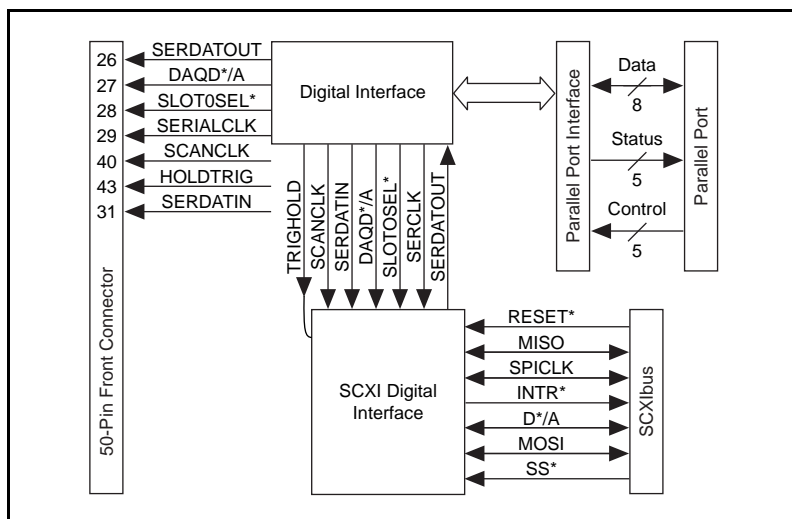 26
SERDATOUT
27
DAQD*/A
28
SLOT0SEL*
29
SERIALCLK
40
SCANCLK
43
HOLDTRIG
31
SERDATIN
50-Pin Front Connector
Digital Interface
Parallel Port Interface
Data
8
Status
5
Control
5
Parallel Port
TRIGHOLD
SCANCLK
SERDATIN
DAQD*/A
SLOTOSEL*
SERCLK
SERDATOUT
SCXI Digital
Interface
RESET*
MISO
SPICLK
INTR*
D*/A
MOSI
SS*
SCXIbus